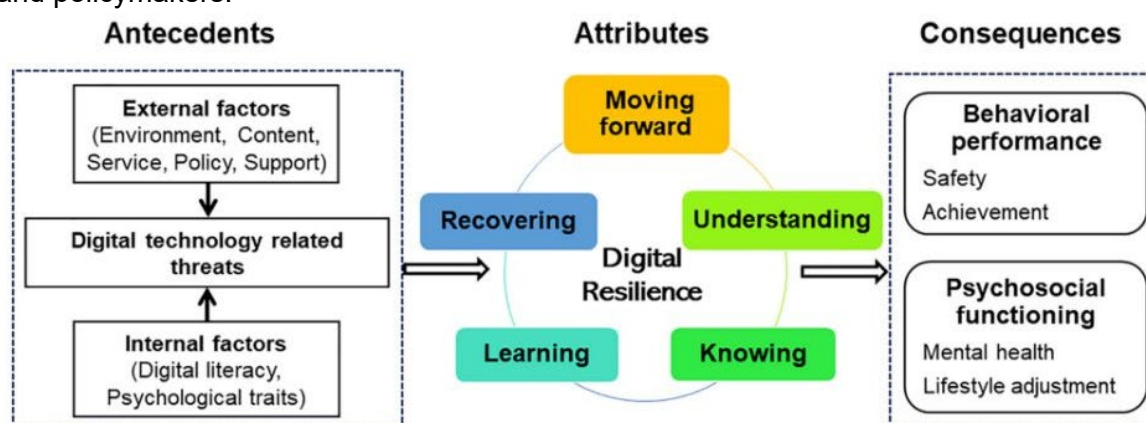 and policymakers.
Antecedents
External factors
(Environment, Content,
Service, Policy, Support)
Digital technology related
threats
Internal factors
(Digital literacy,
Psychological traits)
Attributes
Moving
forward
Recovering
Understanding
Digital
Resilience
Learning
Knowing
Consequences
Behavioral
performance
Safety
Achievement
Psychosocial
functioning
Mental health
Lifestyle adjustment